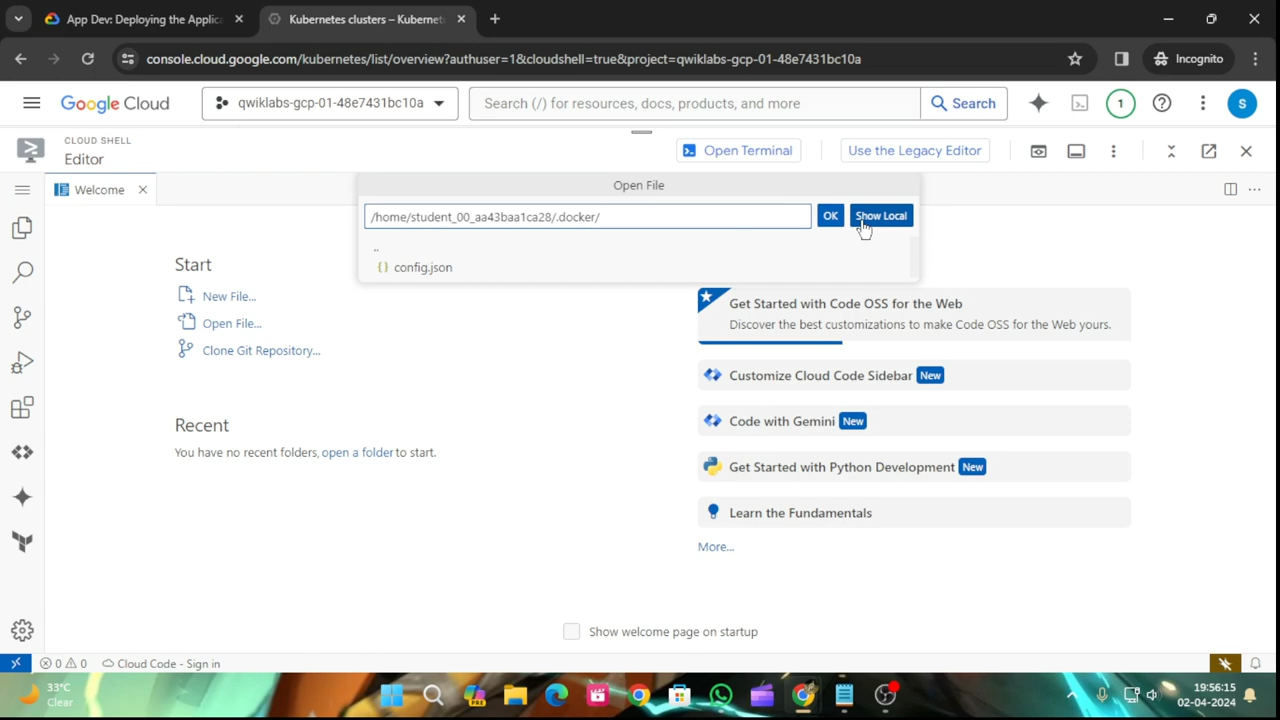 App Dev: Deploying the Applica
Kubernetes clusters – Kubernet
console.cloud.google.com/kubernetes/list/overview?authuser=1&cloudshell=true&project=qwiklabs-gcp-01-48e7431bc10a
Incognito
Google Cloud
qwiklabs-gcp-01-48e7431bc10a
Search (/) for resources, docs, products, and more
Search
1
S
CLOUD SHELL
Editor
Open Terminal
Use the Legacy Editor
Welcome
Open File
/home/student_00_aa43baa1ca28/.docker/
OK
Show Local
..
config.json
Start
New File...
Open File...
Clone Git Repository...
Recent
You have no recent folders, open a folder to start.
Get Started with Code OSS for the Web
Discover the best customizations to make Code OSS for the Web yours.
Customize Cloud Code Sidebar New
Code with Gemini New
Get Started with Python Development New
Learn the Fundamentals
More...
Show welcome page on startup
0 0
Cloud Code - Sign in
33°C
Clear
PRE
19:56:15
02-04-2024